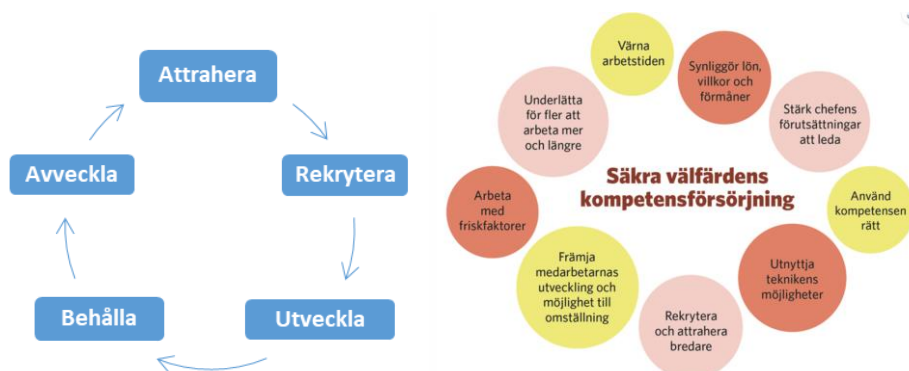 Attrahera
Rekrytera
Utveckla
Behålla
Avveckla
Värna
arbetstiden
Synliggör lön,
villkor och
förmåner
Stärk chefens
förutsättningar
att leda
Använd
kompetensen
rätt
Utnyttja
teknikens
möjligheter
Rekrytera
och attrahera
bredare
Främja
medarbetarnas
utveckling och
möjlighet till
omställning
Arbeta
med
friskfaktorer
Underlätta
för fler att
arbeta mer
och längre
Säkra välfärdens
kompetensförsörjning